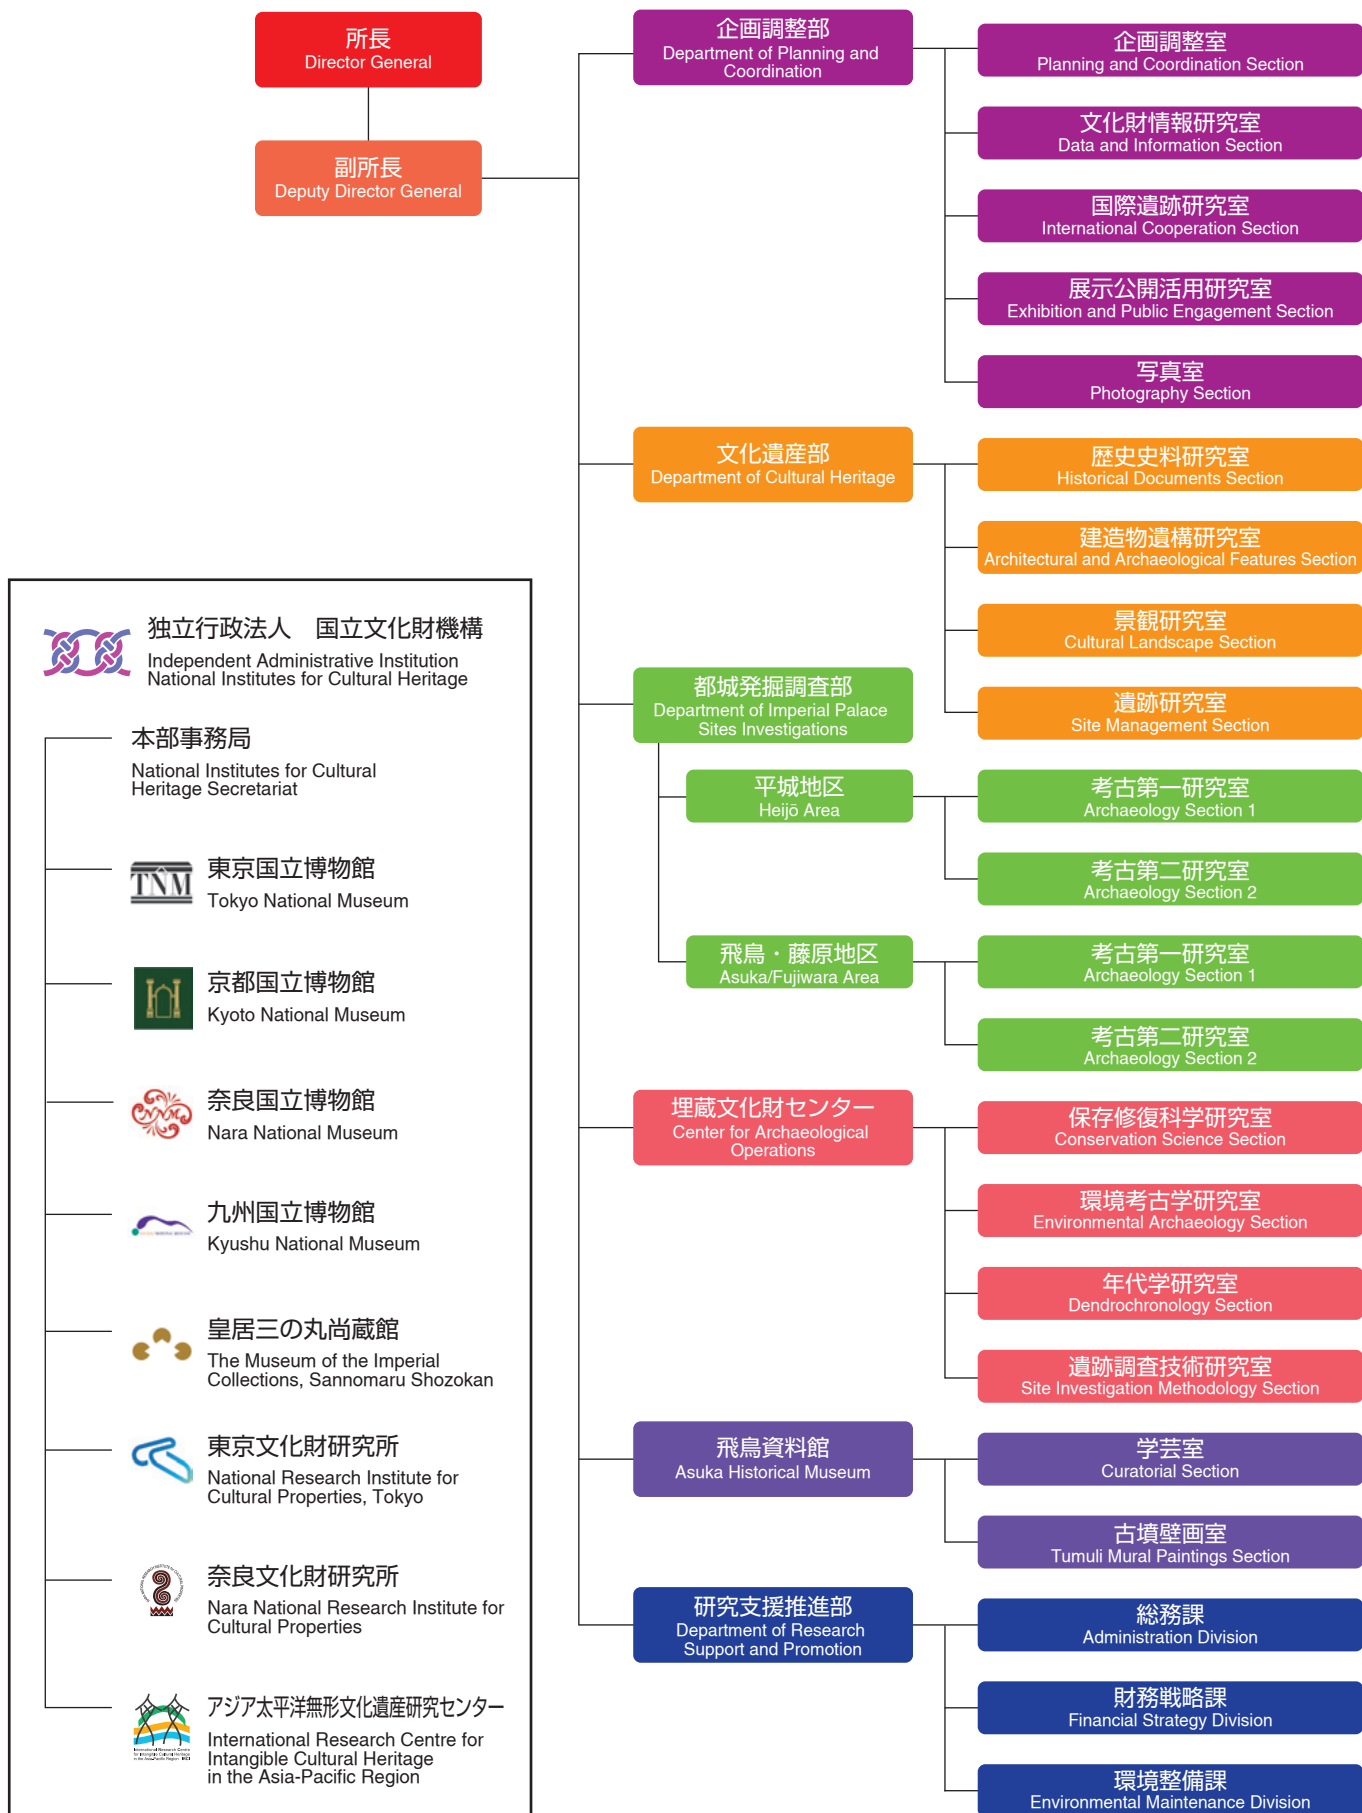 所長
Director General
副所長
Deputy Director General
企画調整部
Department of Planning and
Coordination
企画調整室
Planning and Coordination Section
文化財情報研究室
Data and Information Section
国際遺跡研究室
International Cooperation Section
展示公開活用研究室
Exhibition and Public Engagement Section
写真室
Photography Section
文化遺産部
Department of Cultural Heritage
歴史史料研究室
Historical Documents Section
建造物遺構研究室
Architectural and Archaeological Features Section
景観研究室
Cultural Landscape Section
遺跡研究室
Site Management Section
都城発掘調査部
Department of Imperial Palace
Sites Investigations
平城地区
Heijō Area
考古第一研究室
Archaeology Section 1
考古第二研究室
Archaeology Section 2
飛鳥・藤原地区
Asuka/Fujiwara Area
考古第一研究室
Archaeology Section 1
考古第二研究室
Archaeology Section 2
埋蔵文化財センター
Center for Archaeological
Operations
保存修復科学研究室
Conservation Science Section
環境考古学研究室
Environmental Archaeology Section
年代学研究室
Dendrochronology Section
遺跡調査技術研究室
Site Investigation Methodology Section
飛鳥資料館
Asuka Historical Museum
学芸室
Curatorial Section
古墳壁画室
Tumuli Mural Paintings Section
研究支援推進部
Department of Research
Support and Promotion
総務課
Administration Division
財務戦略課
Financial Strategy Division
環境整備課
Environmental Maintenance Division
独立行政法人　国立文化財機構
Independent Administrative Institution
National Institutes for Cultural Heritage
本部事務局
National Institutes for Cultural
Heritage Secretariat
TNM
東京国立博物館
Tokyo National Museum
京都国立博物館
Kyoto National Museum
奈良国立博物館
Nara National Museum
九州国立博物館
Kyushu National Museum
皇居三の丸尚蔵館
The Museum of the Imperial
Collections, Sannomaru Shozokan
東京文化財研究所
National Research Institute for
Cultural Properties, Tokyo
奈良文化財研究所
Nara National Research Institute for
Cultural Properties
アジア太平洋無形文化遺産研究センター
International Research Centre for
Intangible Cultural Heritage
in the Asia-Pacific Region
International Research Centre
for Intangible Cultural Heritage
in the Asia-Pacific Region IRCI